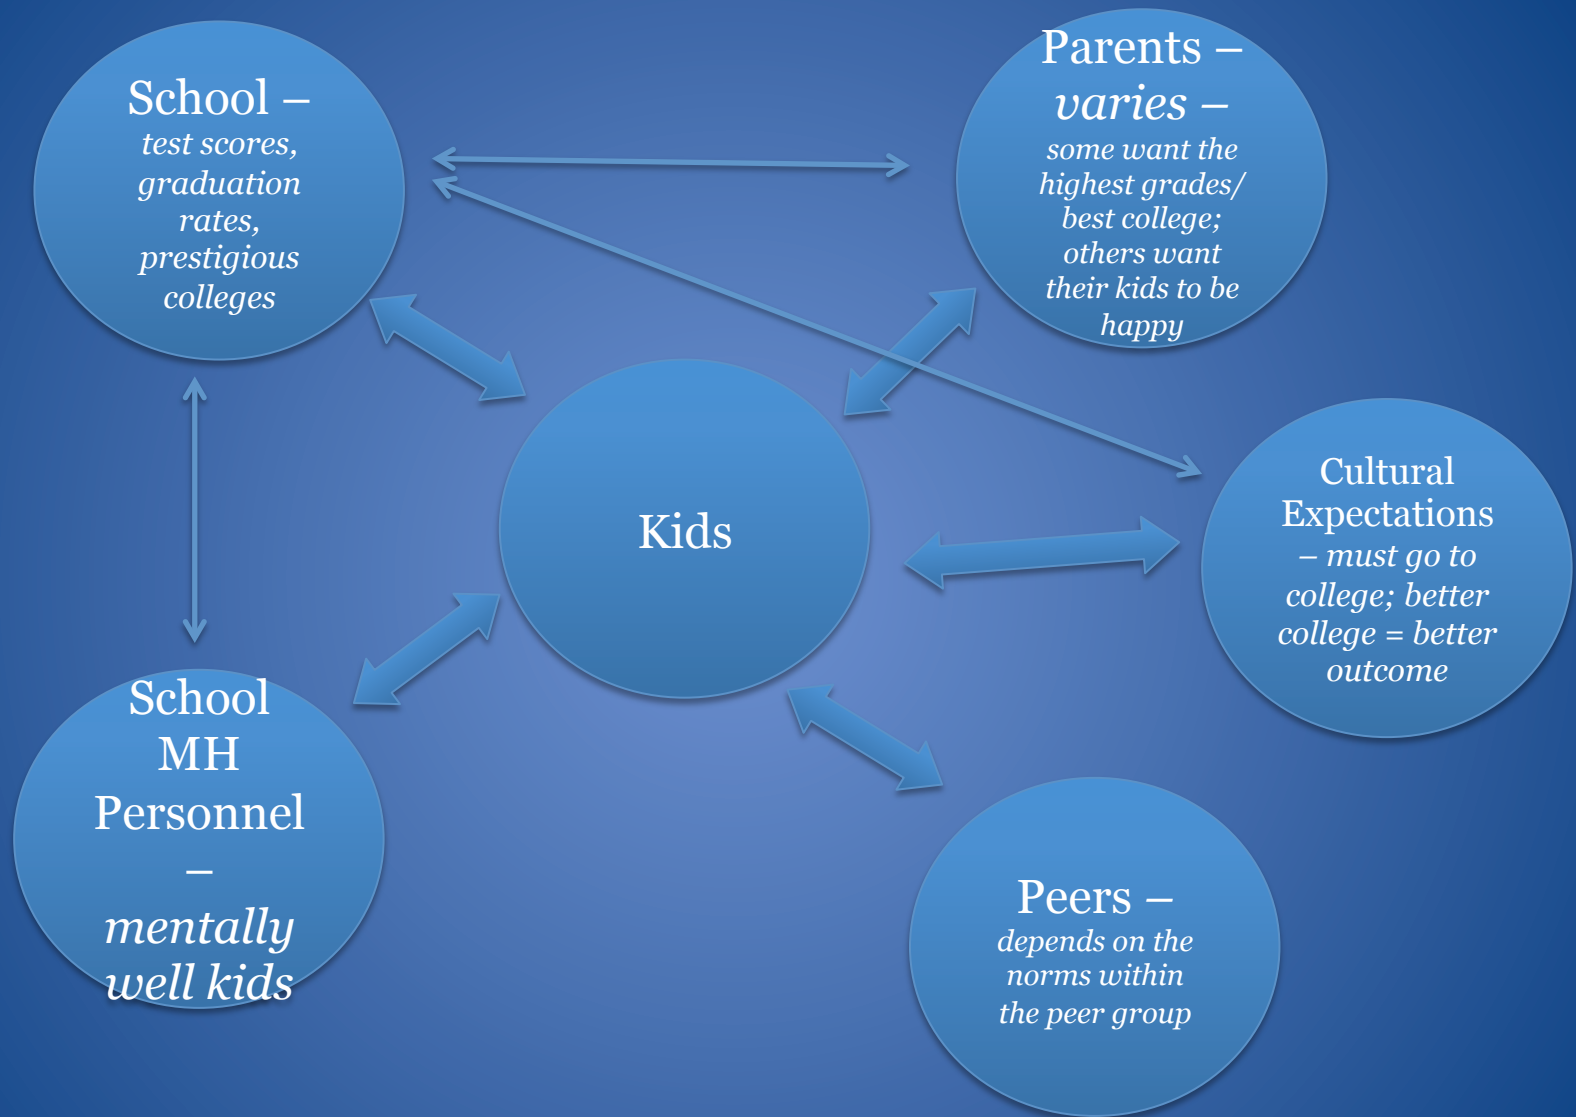 School –
test scores,
graduation
rates,
prestigious
colleges
Parents –
varies –
some want the
highest grades/
best college;
others want
their kids to be
happy
Kids
Cultural
Expectations
– must go to
college; better
college = better
outcome
School
MH
Personnel
–
mentally
well kids
Peers –
depends on the
norms within
the peer group